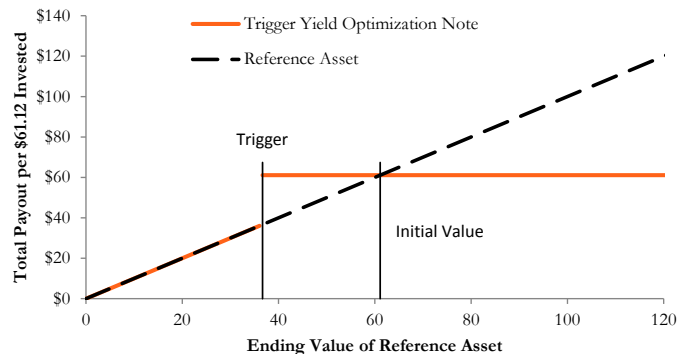 $140
$120
$100
$80
$60
$40
$20
$0
Total Payout per $61.12 Invested
Trigger Yield Optimization Note
Reference Asset
Trigger
Initial Value
0 20 40 60 80 100 120
Ending Value of Reference Asset